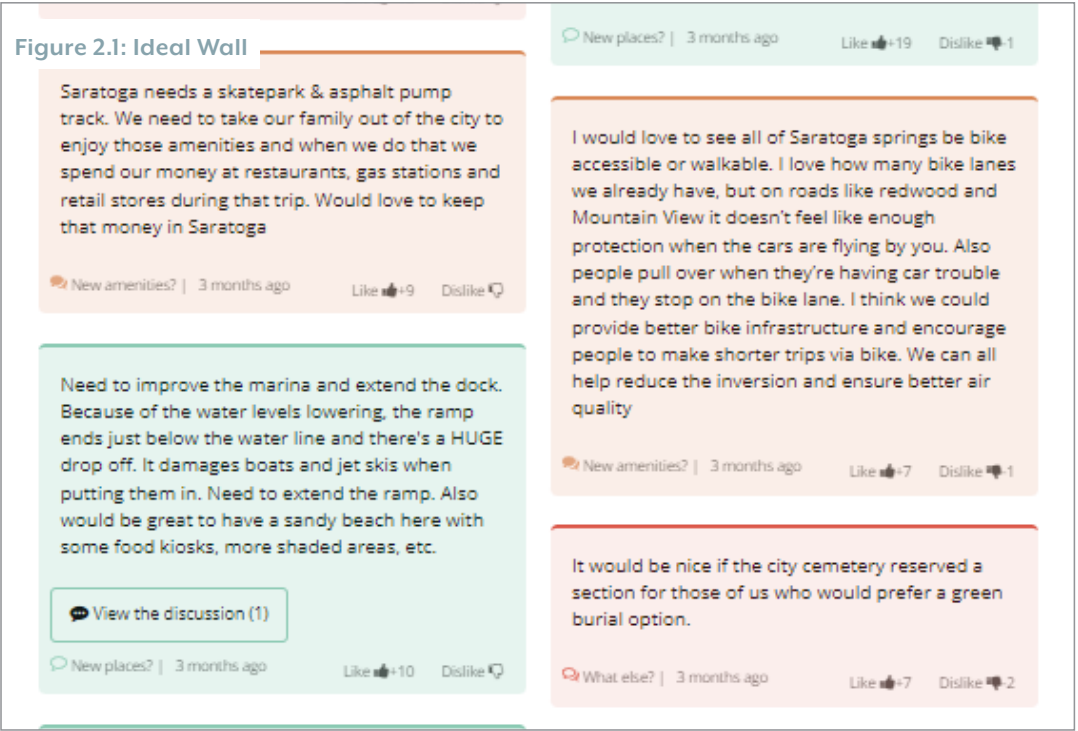 Figure 2.1: Ideal Wall
Saratoga needs a skatepark & asphalt pump
track. We need to take our family out of the city to
enjoy those amenities and when we do that we
spend our money at restaurants, gas stations and
retail stores during that trip. Would love to keep
that money in Saratoga
New amenities? | 3 months ago Like +9 Dislike
Need to improve the marina and extend the dock.
Because of the water levels lowering, the ramp
ends just below the water line and there's a HUGE
drop off. It damages boats and jet skis when
putting them in. Need to extend the ramp. Also
would be great to have a sandy beach here with
some food kiosks, more shaded areas, etc.
View the discussion (1)
New places? | 3 months ago Like +10 Dislike
New places? | 3 months ago Like +19 Dislike -1
I would love to see all of Saratoga springs be bike
accessible or walkable. I love how many bike lanes
we already have, but on roads like redwood and
Mountain View it doesn't feel like enough
protection when the cars are flying by you. Also
people pull over when they're having car trouble
and they stop on the bike lane. I think we could
provide better bike infrastructure and encourage
people to make shorter trips via bike. We can all
help reduce the inversion and ensure better air
quality
New amenities? | 3 months ago Like +7 Dislike -1
It would be nice if the city cemetery reserved a
section for those of us who would prefer a green
burial option.
What else? | 3 months ago Like +7 Dislike -2